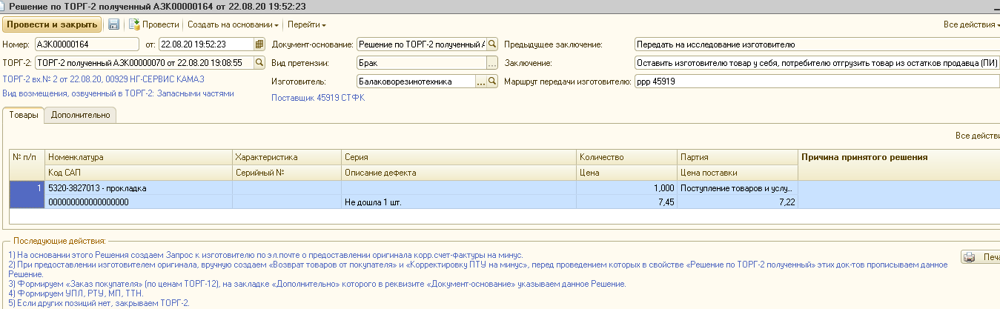 Решение по ТОРГ-2 полученный АЗК00000164 от 22.08.20 19:52:23
Провести и закрыть Провести Создать на основании Перейти Все действия
Номер: АЗК00000164 от: 22.08.20 19:52:23 Документ-основание: Решение по ТОРГ-2 полученный Предыдущее заключение: Передать на исследование изготовителю
ТОРГ-2: ТОРГ-2 полученный АЗК00000070 от 22.08.20 19:08:55 Вид претензии: Брак ... Заключение: Оставить изготовителю товар у себя, потребителю отгрузить товар из остатков продавца (ПИ)
ТОРГ-2 вх.№ 2 от 22.08.20, 00929 НГ-СЕРВИС КАМАЗ Изготовитель: Балаковорезинотехника ... Маршрут передачи изготовителю: ррр 45919
Вид возмещения, озвученный в ТОРГ-2: Запасными частями Поставщик 45919 СТФК
Товары Дополнительно
Все действи
№ п/п Номенклатура Характеристика Серия Количество Партия Причина принятого решения
Код САП Серийный № Описание дефекта Цена Цена поставки
1 5320-3827013 - прокладка 1,000 Поступление товаров и услу...
000000000000000000 Не дошла 1 шт. 7,45 7,22
Последующие действия:
1) На основании этого Решения создаем Запрос к изготовителю по эл.почте о предоставлении оригинала корр.счет-фактуры на минус.
2) При предоставлении изготовителем оригинала, вручную создаем «Возврат товаров от покупателя» и «Корректировку ПТУ на минус», перед проведением которых в свойстве «Решение по ТОРГ-2 полученный» этих док-тов прописываем данное
Решение.
3) Формируем «Заказ покупателя» (по ценам ТОРГ-12), на закладке «Дополнительно» которого в реквизите «Документ-основание» указываем данное Решение.
4) Формируем УПЛ, РТУ, МП, ТТН.
5) Если других позиций нет, закрываем ТОРГ-2.
Печа